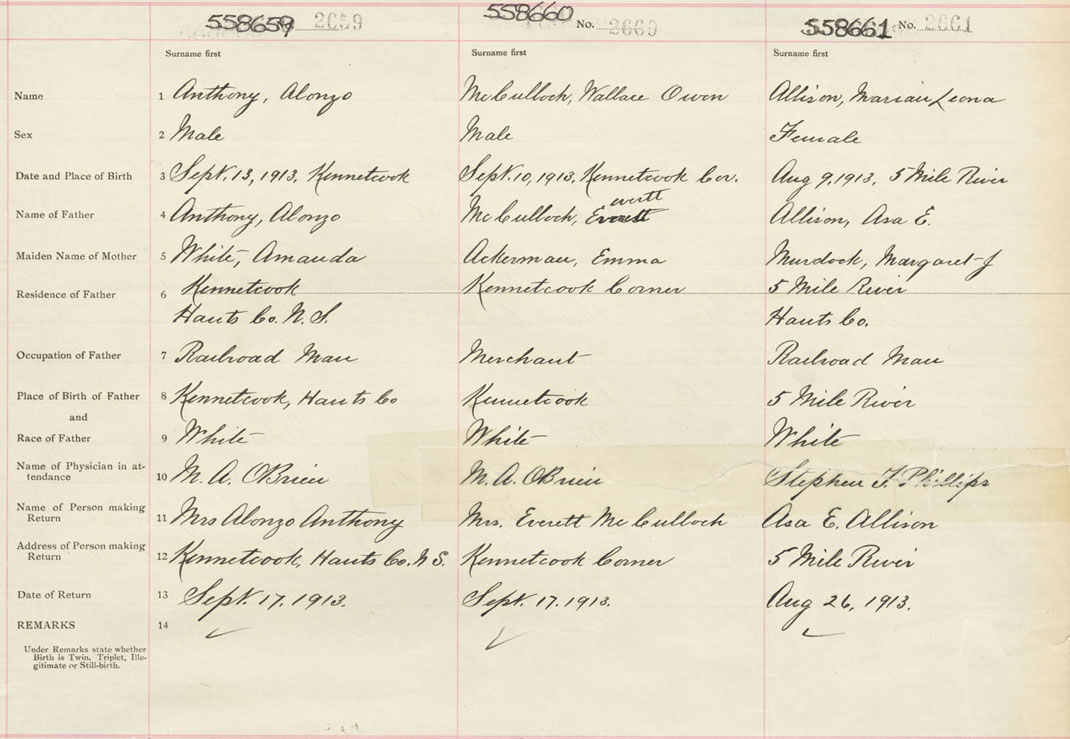 558659 2659 558660 No. 2660 558661 No. 2661
Surname first Surname first Surname first
Name 1 Anthony, Alonzo McCulloch, Wallace Owen Allison, Marian Leona
Sex 2 Male Male Female
Date and Place of Birth 3 Sept. 13, 1913, Kennetcook Sept. 10, 1913, Kennetcook Cor. Aug 9, 1913, 5 Mile River
Name of Father 4 Anthony, Alonzo McCulloch, Everett Allison, Asa E.
Maiden Name of Mother 5 White, Amanda Ackerman, Emma Murdock, Margaret J
Residence of Father 6 Kennetcook Kennetcook Corner 5 Mile River
Hants Co. N.S. Hants Co.
Occupation of Father 7 Railroad Man Merchant Railroad Man
Place of Birth of Father 8 Kennetcook, Hants Co Kennetcook 5 Mile River
and
Race of Father 9 White White White
Name of Physician in at-
tendance 10 M. A. O'Brien M. A. O'Brien Stephen F. Phillips
Name of Person making
Return 11 Mrs Alonzo Anthony Mrs. Everett McCulloch Asa E. Allison
Address of Person making
Return 12 Kennetcook, Hants Co. N S. Kennetcook Corner 5 Mile River
Date of Return 13 Sept. 17. 1913. Sept. 17. 1913. Aug 26, 1913.
REMARKS 14
Under Remarks state whether
Birth is Twin, Triplet, Ille-
gitimate or Still-birth.